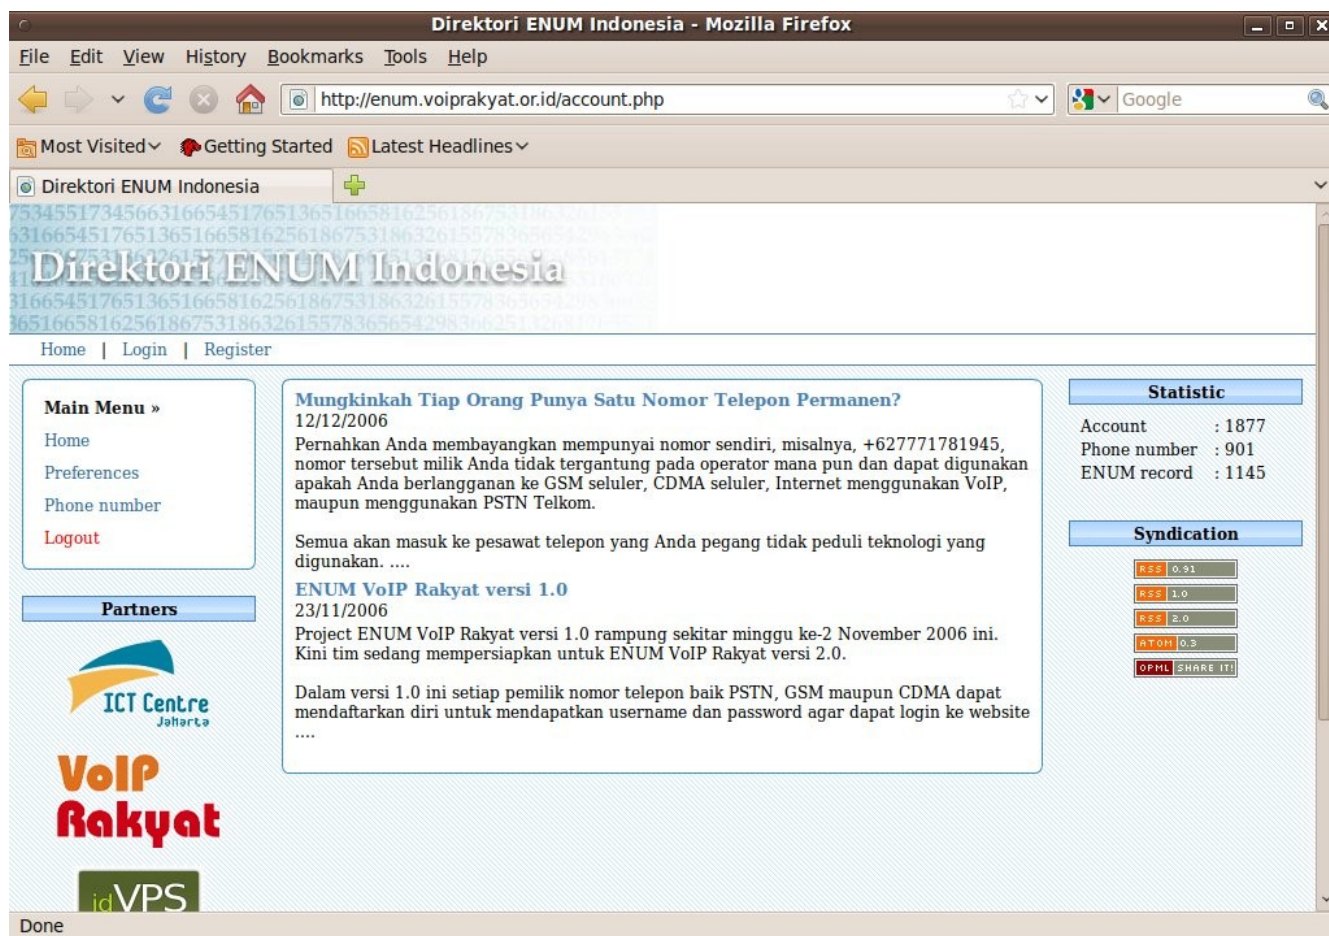 Direktori ENUM Indonesia - Mozilla Firefox
File Edit View History Bookmarks Tools Help
http://enum.voiprakyat.or.id/account.php
Google
Most Visited Getting Started Latest Headlines
Direktori ENUM Indonesia
Direktori ENUM Indonesia
Home | Login | Register
Main Menu »
Home
Preferences
Phone number
Logout
Partners
ICT Centre
Jakarta
VoIP
Rakyat
idVPS
Mungkinkah Tiap Orang Punya Satu Nomor Telepon Permanen?
12/12/2006
Pernahkan Anda membayangkan mempunyai nomor sendiri, misalnya, +627771781945,
nomor tersebut milik Anda tidak tergantung pada operator mana pun dan dapat digunakan
apakah Anda berlangganan ke GSM seluler, CDMA seluler, Internet menggunakan VoIP,
maupun menggunakan PSTN Telkom.
Semua akan masuk ke pesawat telepon yang Anda pegang tidak peduli teknologi yang
digunakan. ....
ENUM VoIP Rakyat versi 1.0
23/11/2006
Project ENUM VoIP Rakyat versi 1.0 rampung sekitar minggu ke-2 November 2006 ini.
Kini tim sedang mempersiapkan untuk ENUM VoIP Rakyat versi 2.0.
Dalam versi 1.0 ini setiap pemilik nomor telepon baik PSTN, GSM maupun CDMA dapat
mendaftarkan diri untuk mendapatkan username dan password agar dapat login ke website
....
Statistic
Account : 1877
Phone number : 901
ENUM record : 1145
Syndication
RSS 0.91
RSS 1.0
RSS 2.0
ATOM 0.3
OPML SHARE IT!
Done